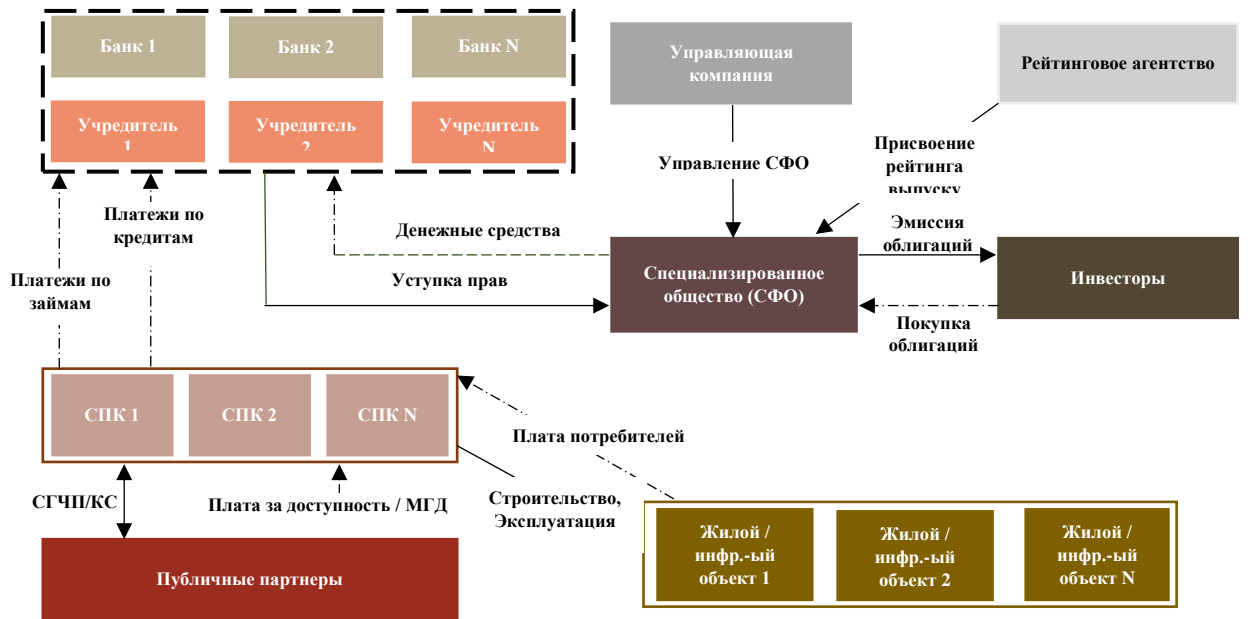 Банк 1
Банк 2
Банк N
Учредитель
1
Учредитель
2
Учредитель
N
Управляющая
компания
Рейтинговое агентство
Управление СФО
Присвоение
рейтинга
выпуску
Платежи по
кредитам
Платежи по
займам
Денежные средства
Уступка прав
Специализированное
общество (СФО)
Эмиссия
облигаций
Инвесторы
Покупка
облигаций
СПК 1
СПК 2
СПК N
Плата потребителей
СГЧП/КС
Плата за доступность / МГД
Строительство,
Эксплуатация
Публичные партнеры
Жилой /
инфр.-ый
объект 1
Жилой /
инфр.-ый
объект 2
Жилой /
инфр.-ый
объект N